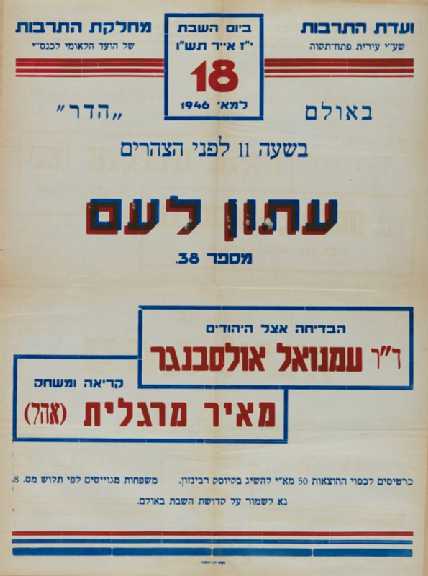 ועדת התרבות
שע"י עירית פתח-תקוה
ביום השבת
י"ז אייר תש"ו
18
למאי 1946
מחלקת התרבות
של הועד הלאומי לכנס"י
באולם
"הדר"
בשעה 11 לפני הצהרים
עתון לעם
מספר 38.
הבדיחה אצל היהודים
ד"ר עמנואל אולסבנגר
קריאה ומשחק
מאיר מרגלית (אהל)
כרטיסים לכסוי ההוצאות 50 מא"י להשיג בקיוסק רבינזון. משפחות מגוייסים לפי תלוש מס. 8.
נא לשמור על קדושת השבת באולם.